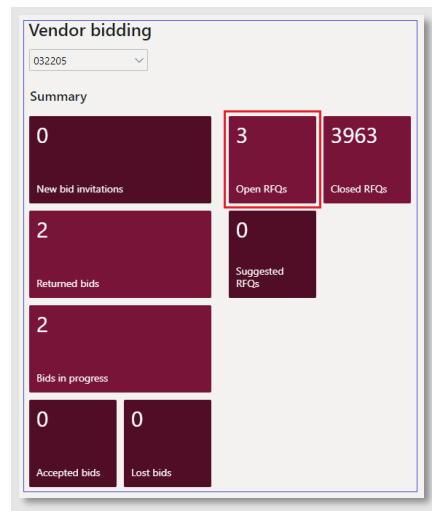 Vendor bidding
032205
Summary
0
New bid invitations
3
Open RFQs
3963
Closed RFQs
2
Returned bids
0
Suggested
RFQs
2
Bids in progress
0
Accepted bids
0
Lost bids